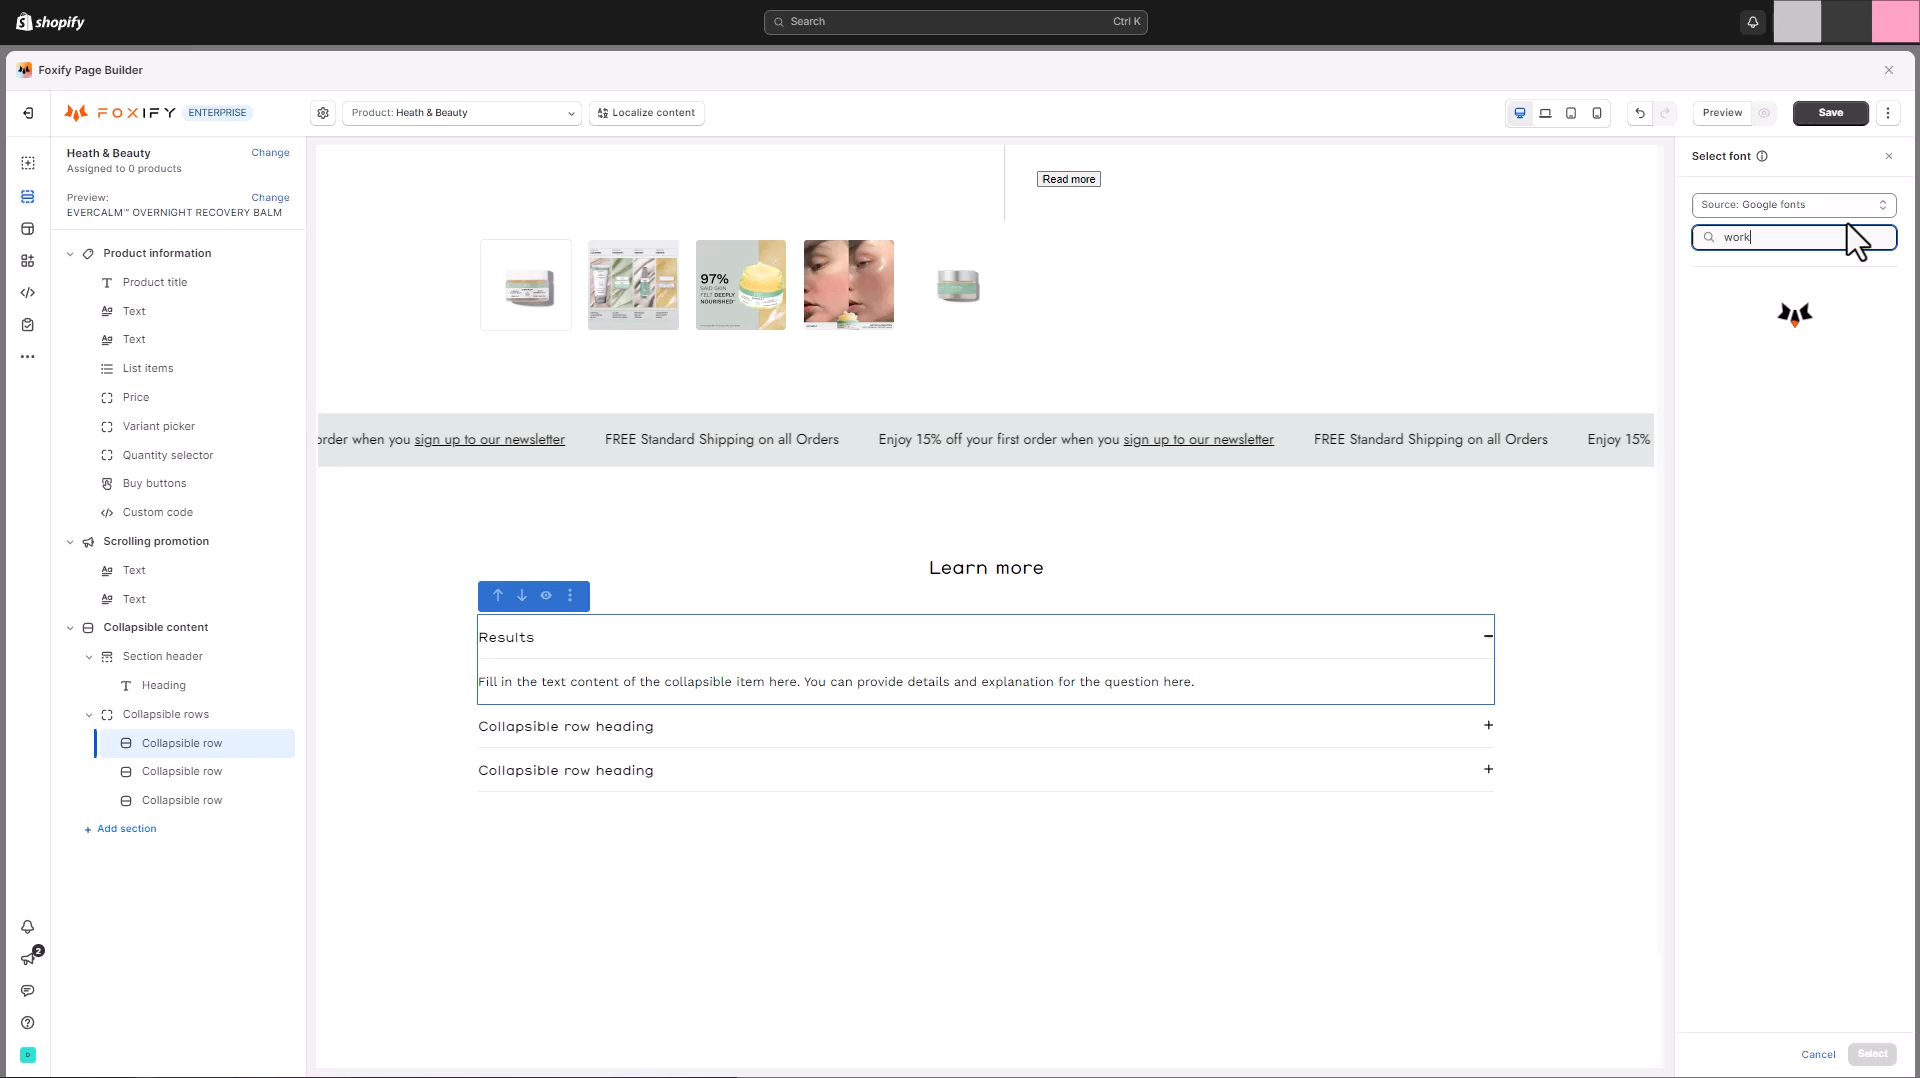 shopify
Search
Ctrl K
Foxify Page Builder
FOXIFY
ENTERPRISE
Product: Heath & Beauty
Localize content
Preview
Save
Heath & Beauty
Change
Assigned to 0 products
Preview:
Change
EVERCALM™ OVERNIGHT RECOVERY BALM
Product information
Product title
Text
Text
List items
Price
Variant picker
Quantity selector
Buy buttons
Custom code
Scrolling promotion
Text
Text
Collapsible content
Section header
Heading
Collapsible rows
Collapsible row
Collapsible row
Collapsible row
+ Add section
2
D
Read more
97%
SAID SKIN
FELT DEEPLY
NOURISHED*
order when you sign up to our newsletter
FREE Standard Shipping on all Orders
Enjoy 15% off your first order when you sign up to our newsletter
FREE Standard Shipping on all Orders
Enjoy 15%
Learn more
Results
Fill in the text content of the collapsible item here. You can provide details and explanation for the question here.
Collapsible row heading
Collapsible row heading
Select font
Source: Google fonts
work
Cancel
Select